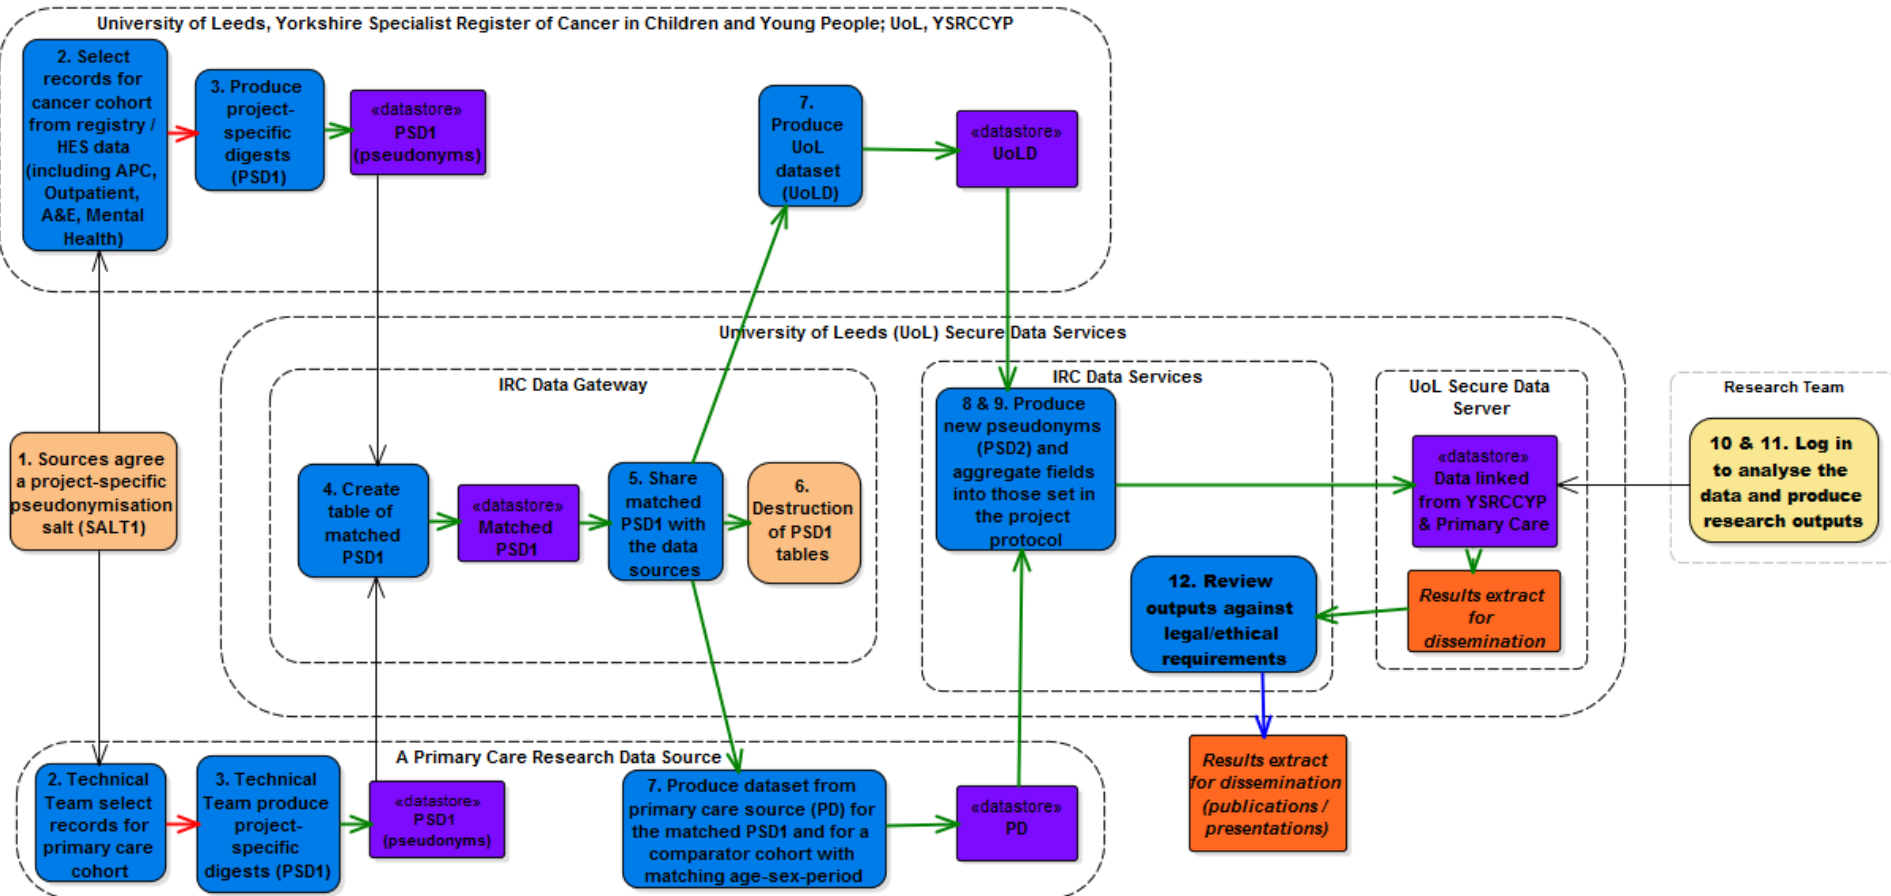 University of Leeds, Yorkshire Specialist Register of Cancer in Children and Young People; UoL, YSRCCYP
2. Select
records for
cancer cohort
from registry /
HES data
(including APC,
Outpatient,
A&E, Mental
Health)
3. Produce
project-
specific
digests
(PSD1)
«datastore»
PSD1
(pseudonyms)
7.
Produce
UoL
dataset
(UoLD)
«datastore»
UoLD
University of Leeds (UoL) Secure Data Services
1. Sources agree
a project-specific
pseudonymisation
salt (SALT1)
IRC Data Gateway
4. Create
table of
matched
PSD1
«datastore»
Matched
PSD1
5. Share
matched
PSD1 with
the data
sources
6.
Destruction
of PSD1
tables
IRC Data Services
8 & 9. Produce
new pseudonyms
(PSD2) and
aggregate fields
into those set in
the project
protocol
12. Review
outputs against
legal/ethical
requirements
UoL Secure Data
Server
«datastore»
Data linked
from YSRCCYP
& Primary Care
Results extract
for
dissemination
Research Team
10 & 11. Log in
to analyse the
data and produce
research outputs
A Primary Care Research Data Source
2. Technical
Team select
records for
primary care
cohort
3. Technical
Team produce
project-
specific
digests (PSD1)
«datastore»
PSD1
(pseudonyms)
7. Produce dataset from
primary care source (PD) for
the matched PSD1 and for a
comparator cohort with
matching age-sex-period
«datastore»
PD
Results extract
for dissemination
(publications /
presentations)